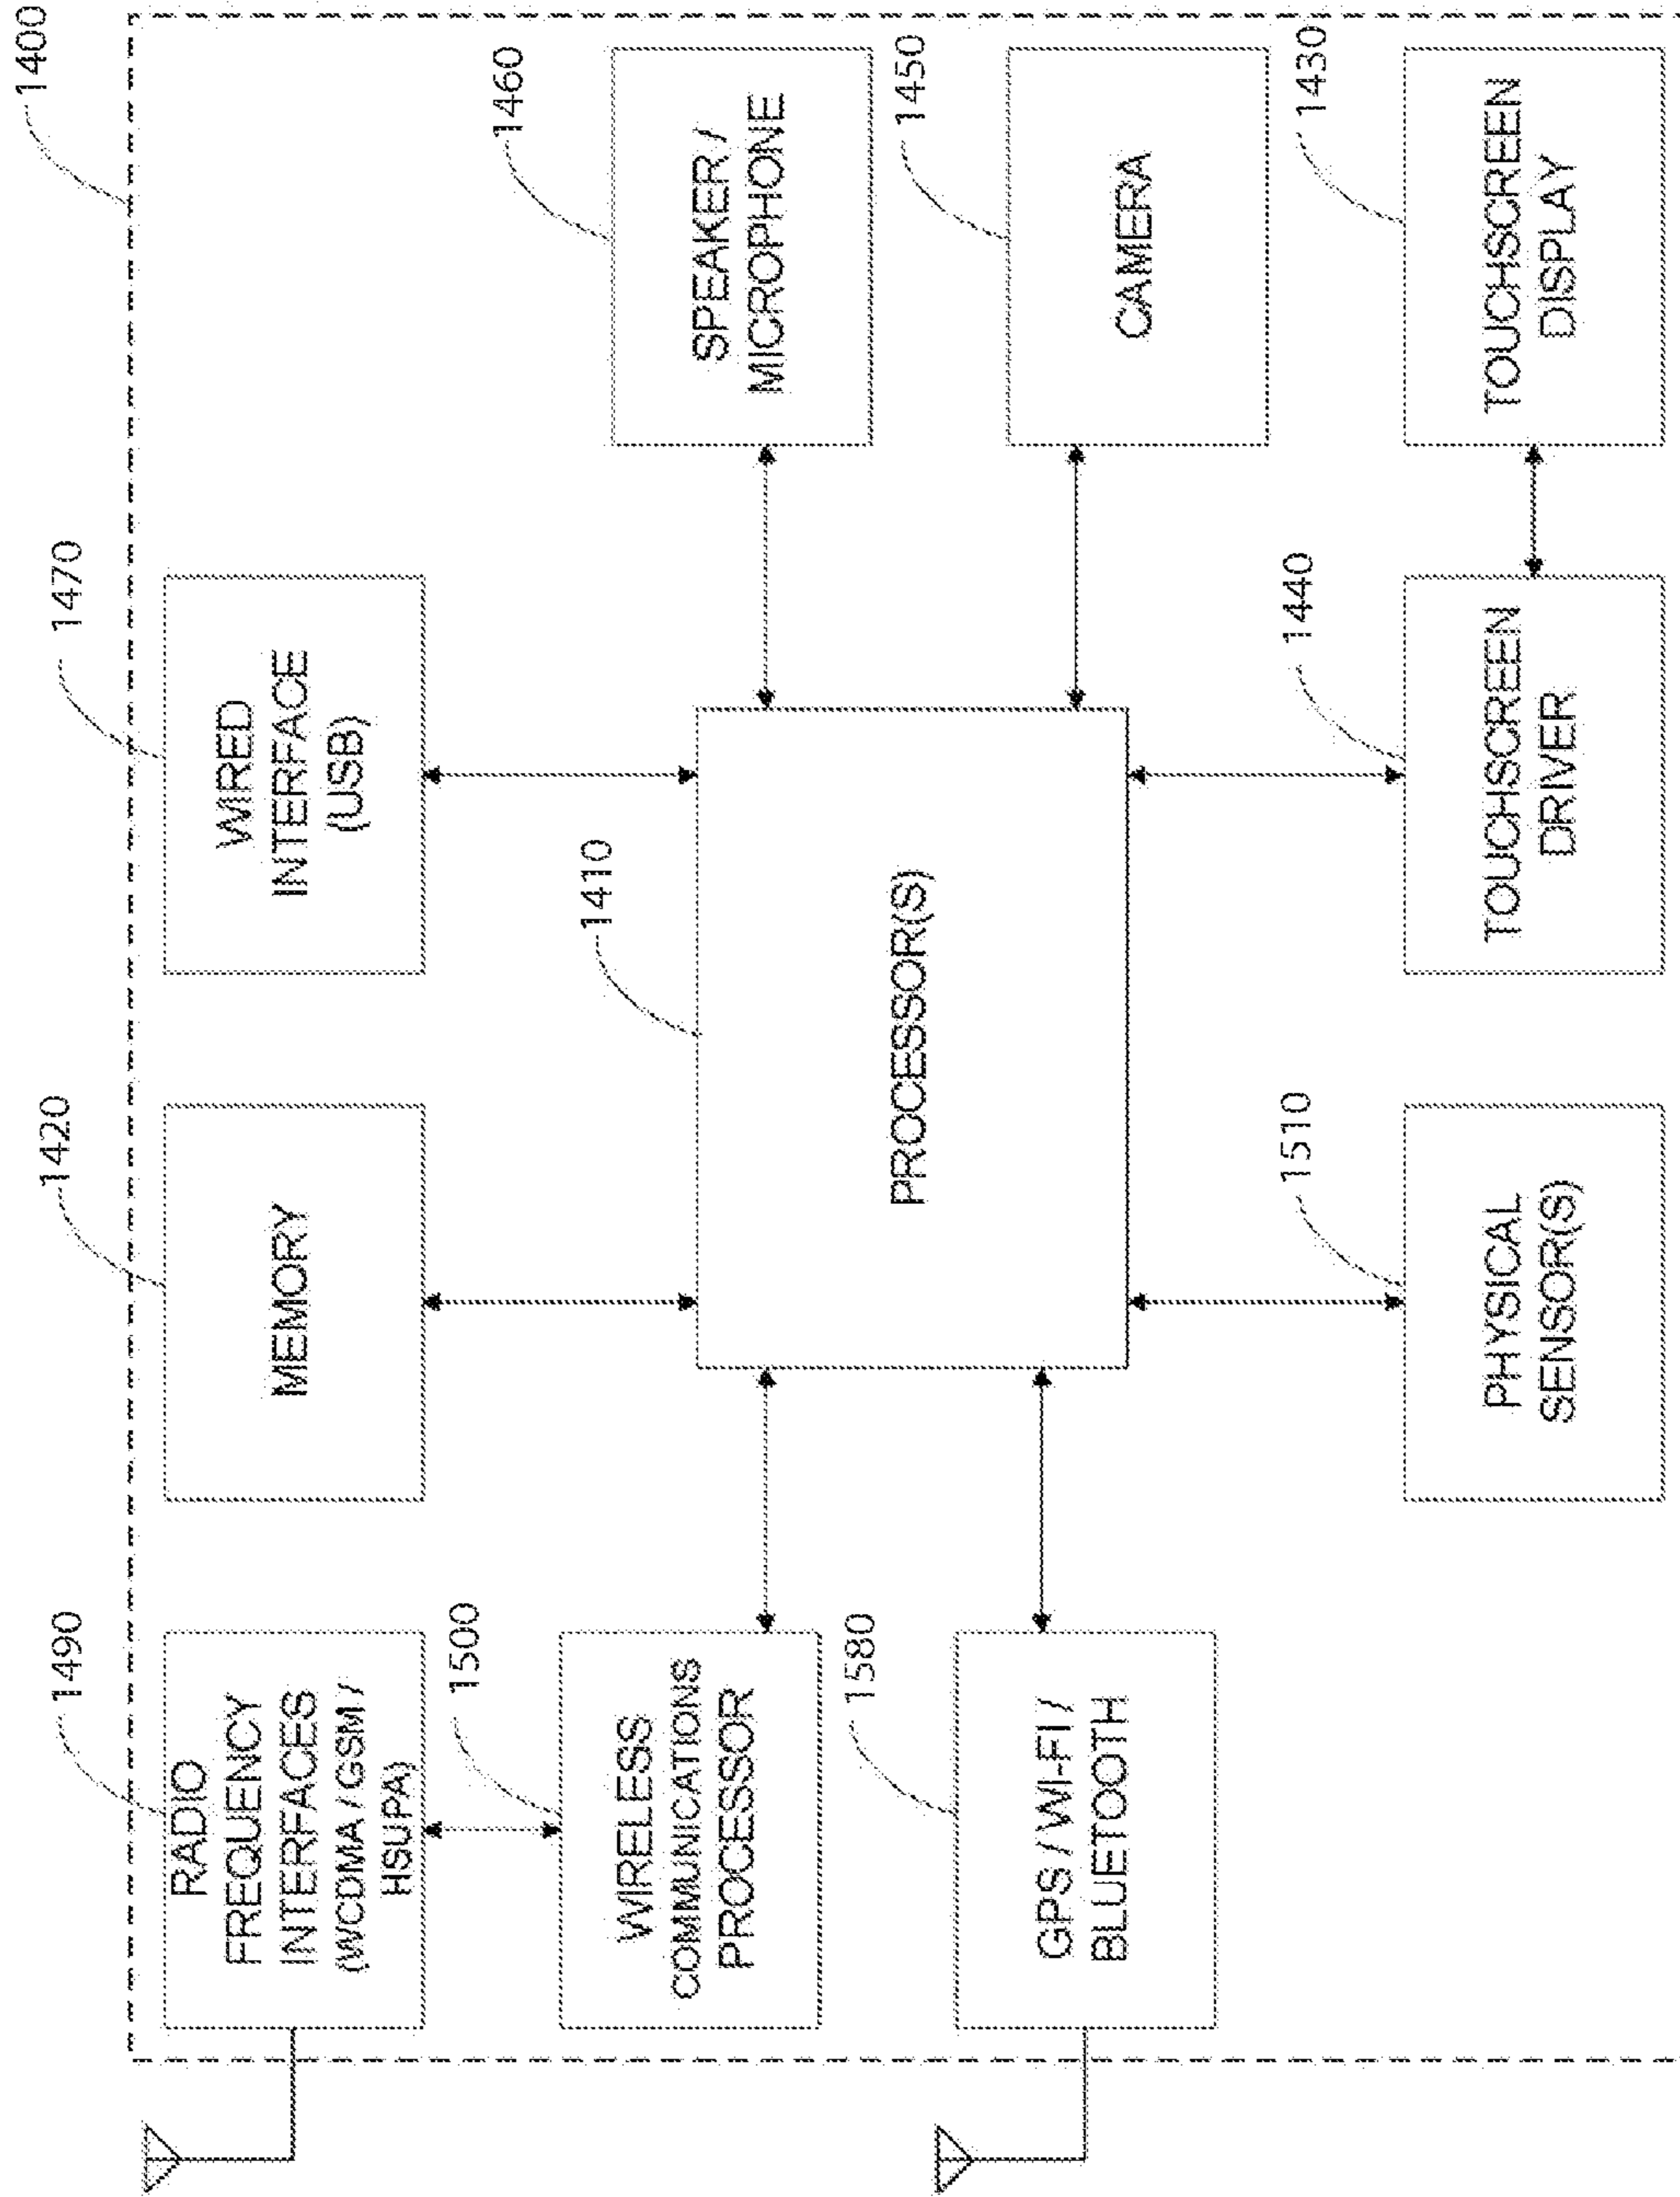 1400
1490
RADIO
FREQUENCY
INTERFACES
(WCDMA / GSM /
HSUPA)
1420
MEMORY
1470
WIRED
INTERFACE
(USB)
1460
SPEAKER /
MICROPHONE
1500
WIRELESS
COMMUNICATIONS
PROCESSOR
1410
PROCESSOR(S)
1450
CAMERA
1580
GPS / WI-FI /
BLUETOOTH
1510
PHYSICAL
SENSOR(S)
1440
TOUCHSCREEN
DRIVER
1430
TOUCHSCREEN
DISPLAY